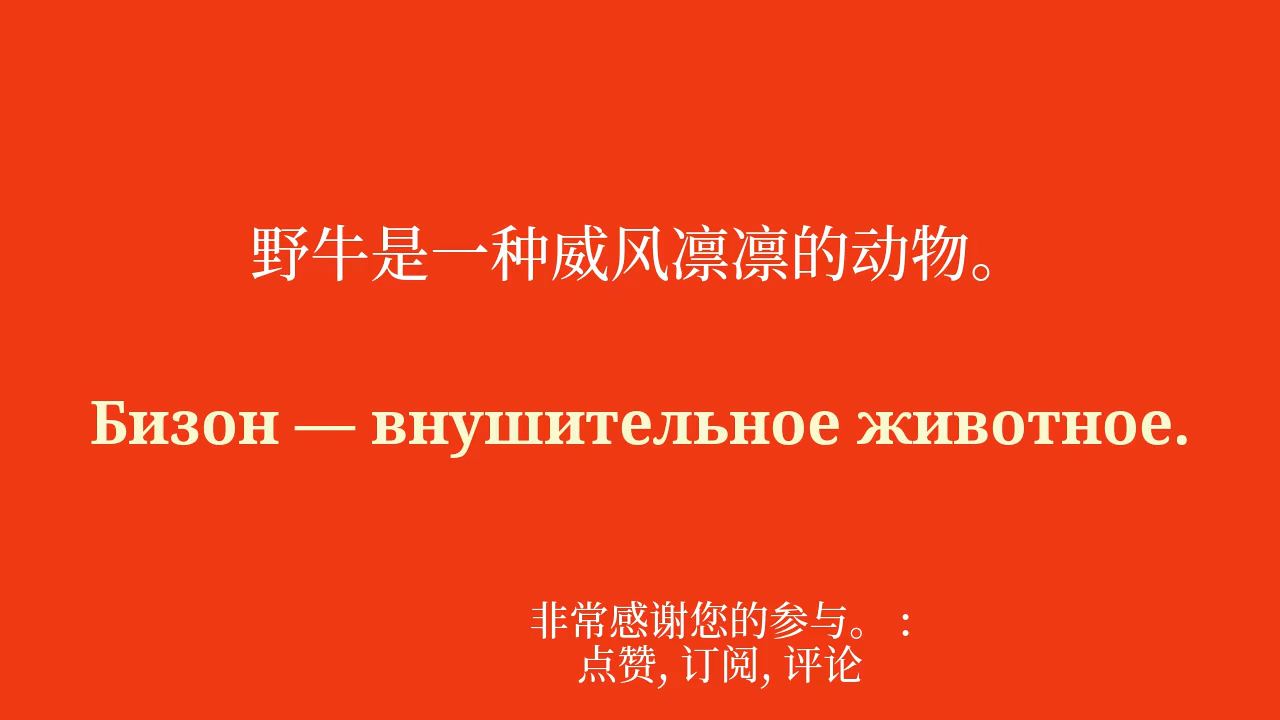 野牛是一种威风凛凛的动物。
Бизон — внушительное животное.
非常感谢您的参与。 :
点赞, 订阅, 评论